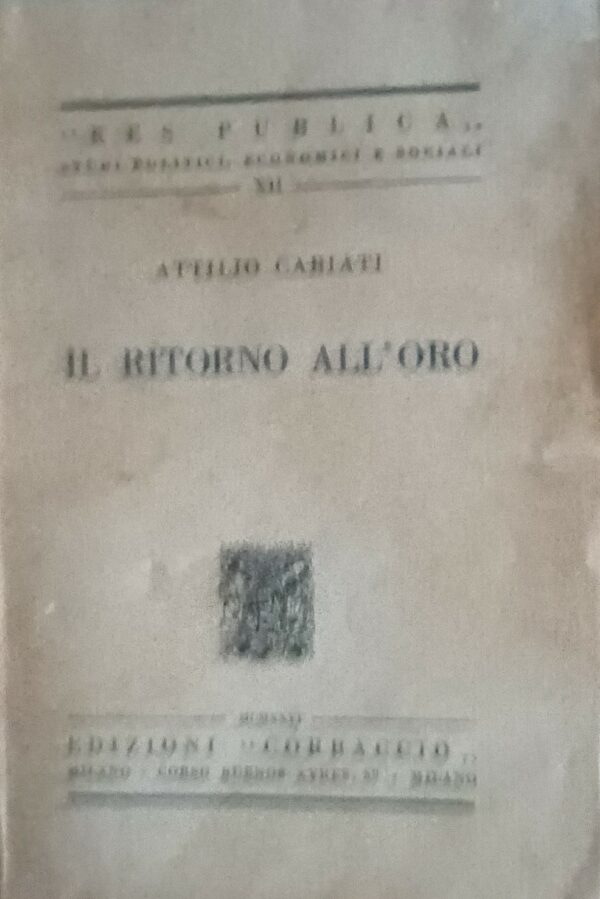 "RES PUBLICA„
STUDI POLITICI, ECONOMICI E SOCIALI
XII
ATTILIO CABIATI
IL RITORNO ALL'ORO
EDIZIONI "CORBACCIO„
MILANO - CORSO BUENOS AYRES, - MILANO